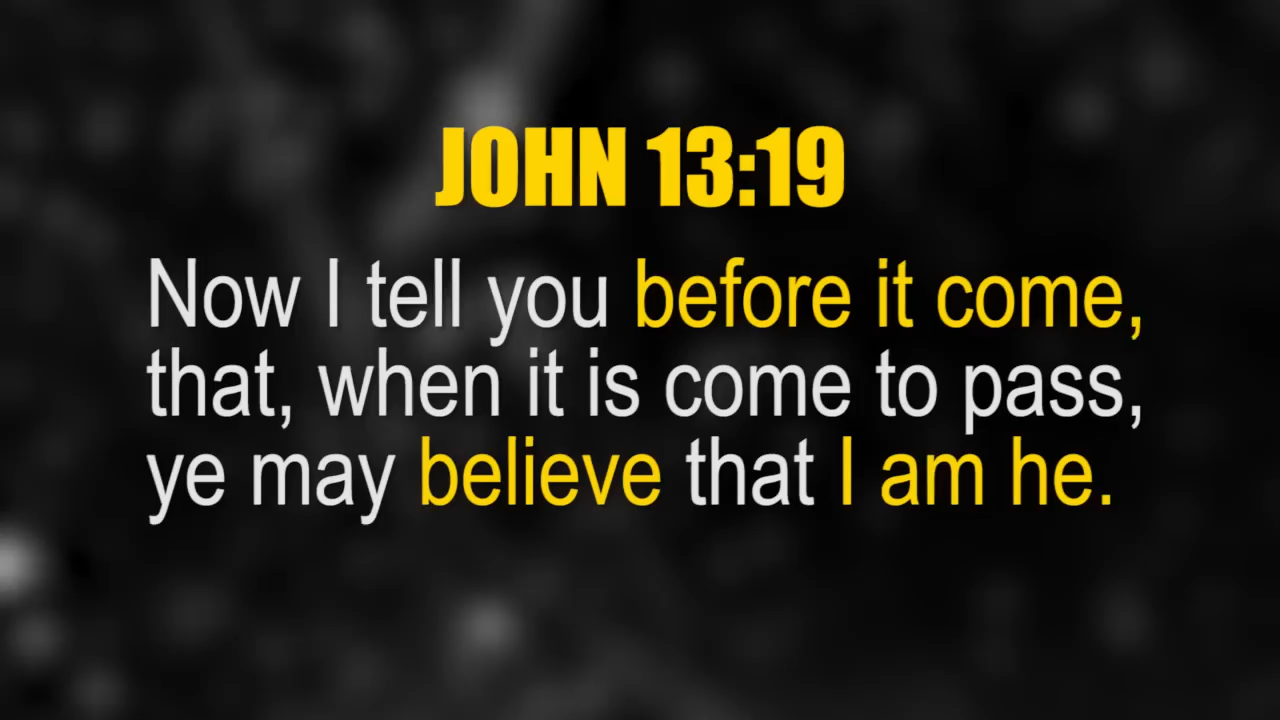 JOHN 13:19
Now I tell you before it come,
that, when it is come to pass,
ye may believe that I am he.